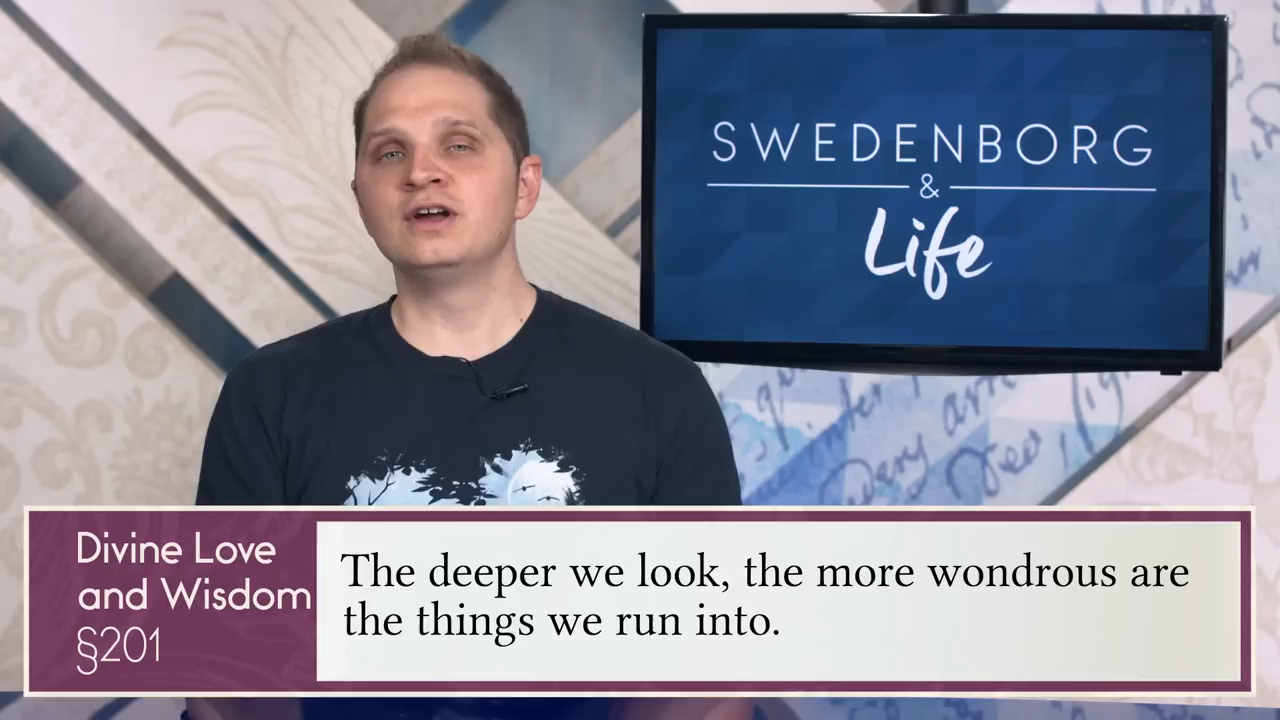 SWEDENBORG
&
Life
Divine Love
and Wisdom
§201
The deeper we look, the more wondrous are
the things we run into.